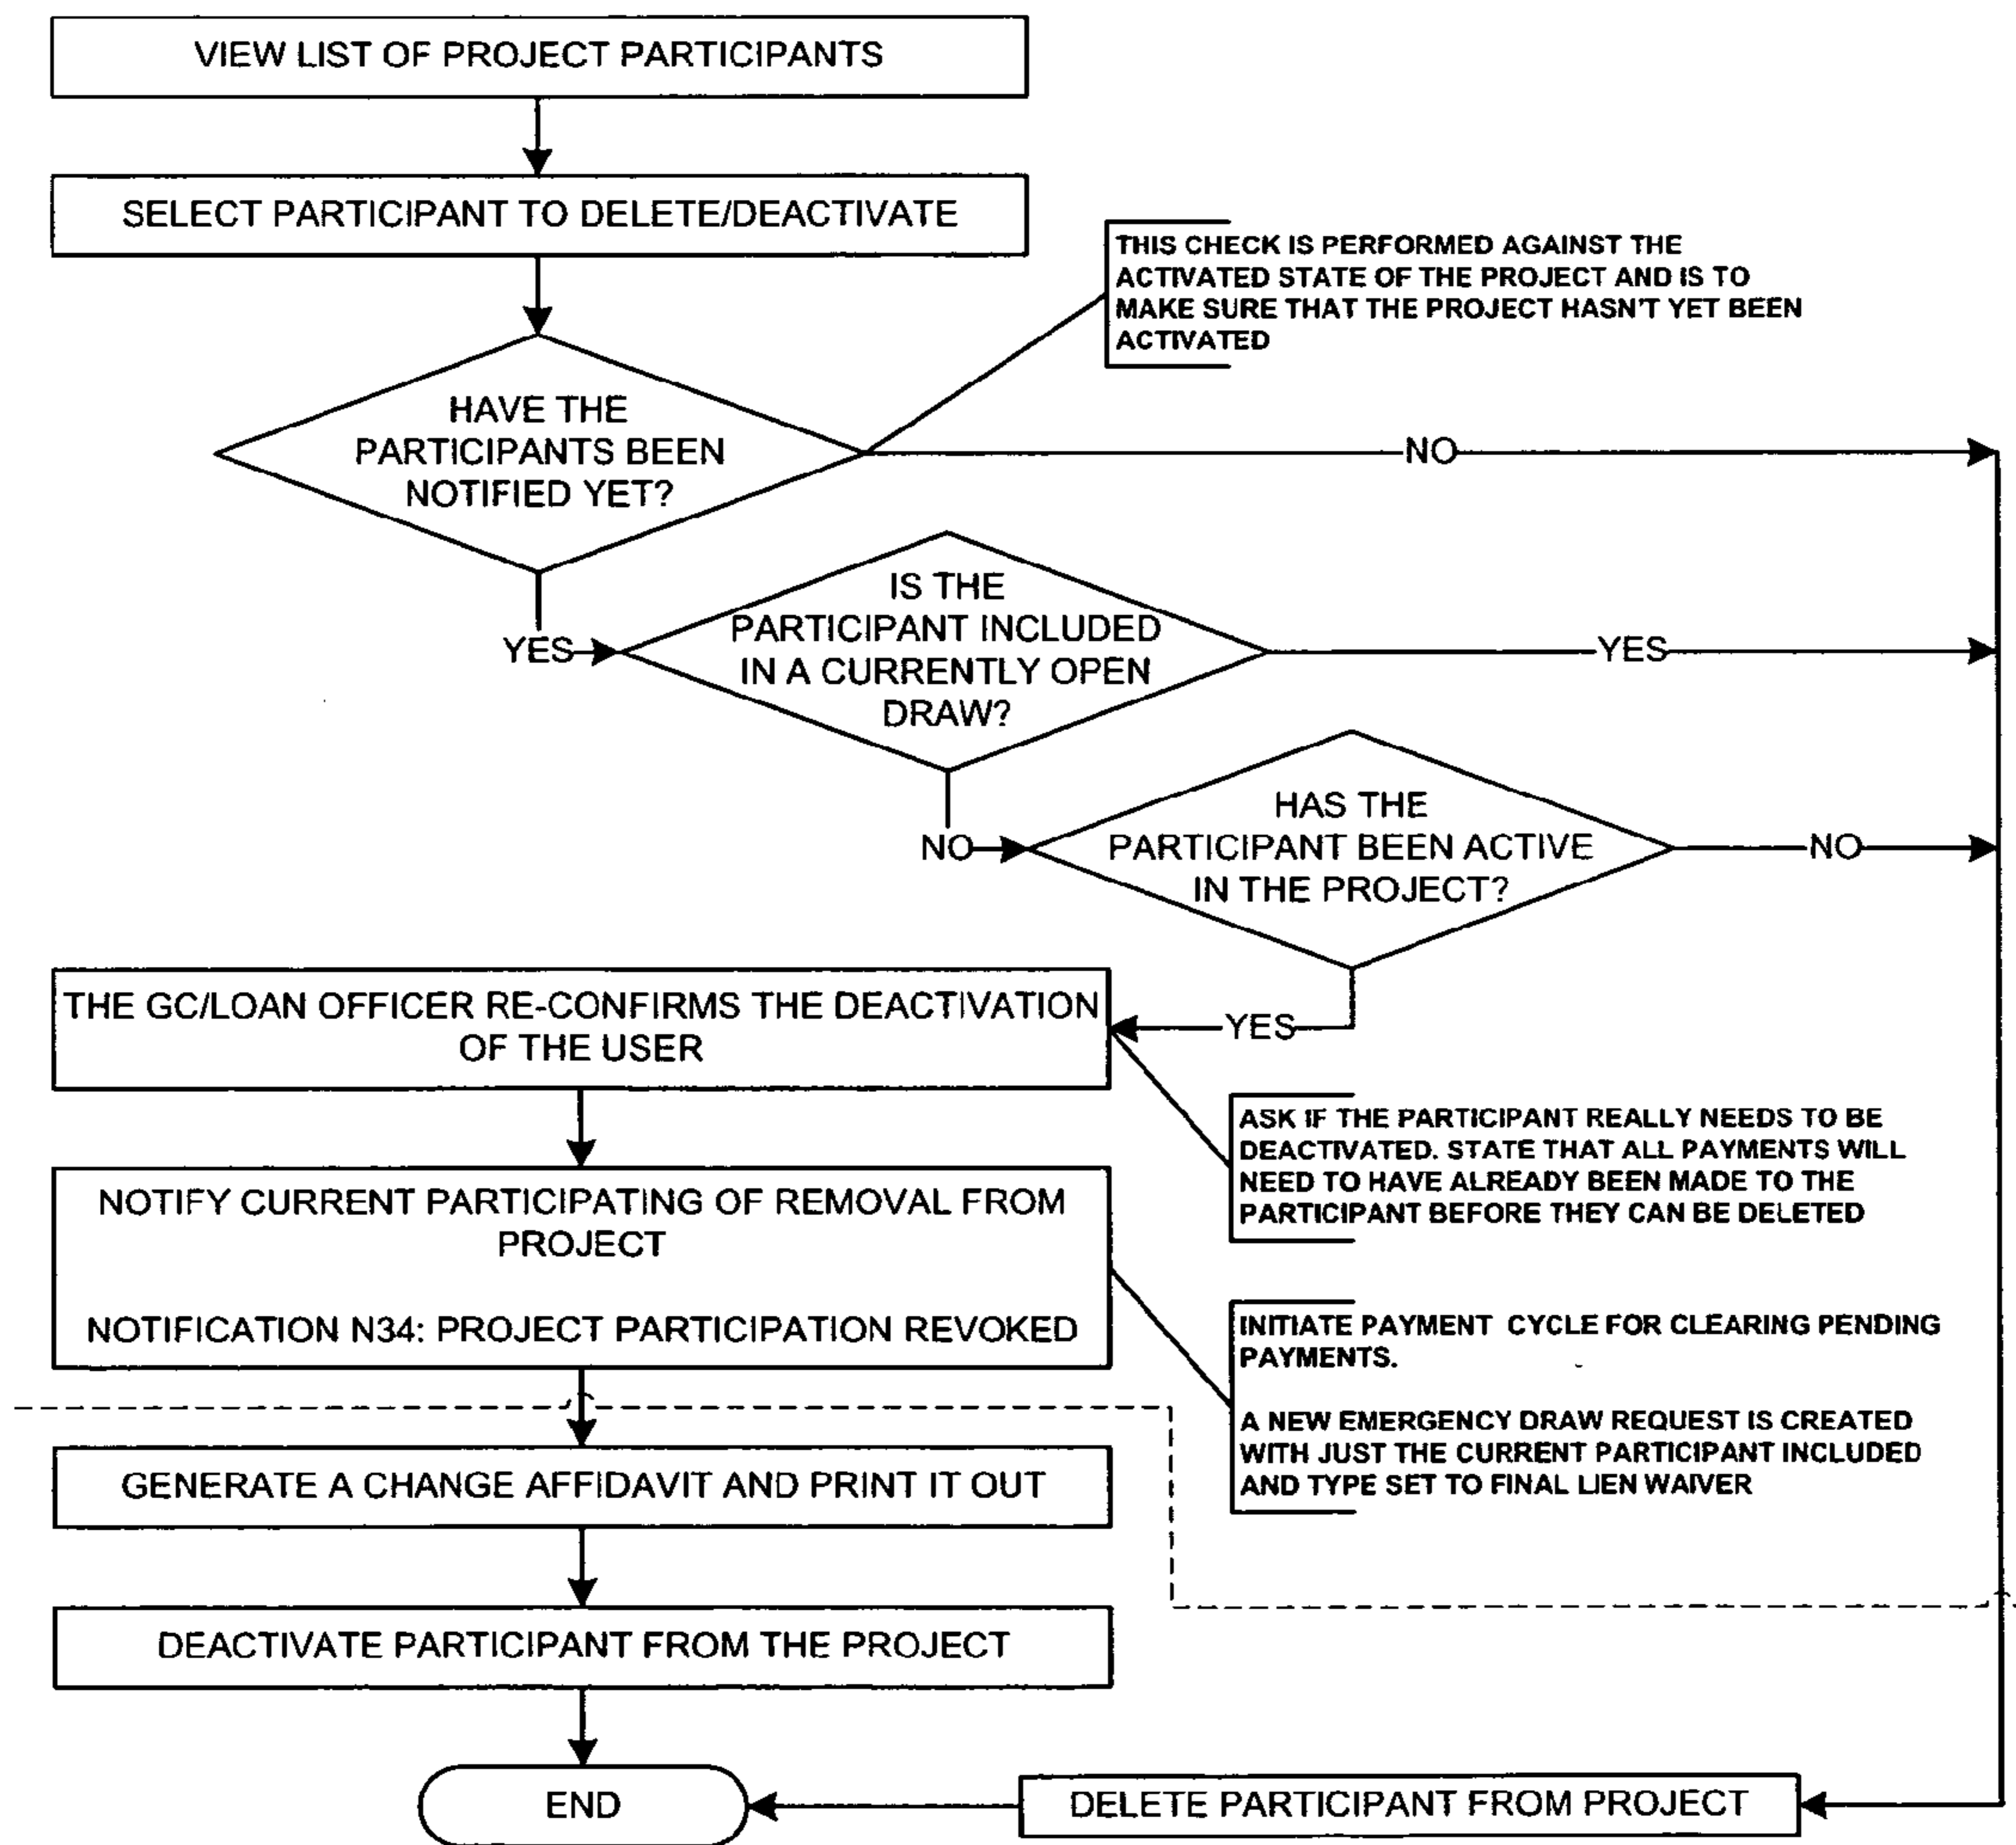 VIEW LIST OF PROJECT PARTICIPANTS
SELECT PARTICIPANT TO DELETE/DEACTIVATE
THIS CHECK IS PERFORMED AGAINST THE
ACTIVATED STATE OF THE PROJECT AND IS TO
MAKE SURE THAT THE PROJECT HASN'T YET BEEN
ACTIVATED
HAVE THE
PARTICIPANTS BEEN
NOTIFIED YET?
NO
YES
IS THE
PARTICIPANT INCLUDED
IN A CURRENTLY OPEN
DRAW?
YES
NO
HAS THE
PARTICIPANT BEEN ACTIVE
IN THE PROJECT?
NO
YES
THE GC/LOAN OFFICER RE-CONFIRMS THE DEACTIVATION
OF THE USER
ASK IF THE PARTICIPANT REALLY NEEDS TO BE
DEACTIVATED. STATE THAT ALL PAYMENTS WILL
NEED TO HAVE ALREADY BEEN MADE TO THE
PARTICIPANT BEFORE THEY CAN BE DELETED
NOTIFY CURRENT PARTICIPATING OF REMOVAL FROM
PROJECT
NOTIFICATION N34: PROJECT PARTICIPATION REVOKED
INITIATE PAYMENT CYCLE FOR CLEARING PENDING
PAYMENTS.
A NEW EMERGENCY DRAW REQUEST IS CREATED
WITH JUST THE CURRENT PARTICIPANT INCLUDED
AND TYPE SET TO FINAL LIEN WAIVER
GENERATE A CHANGE AFFIDAVIT AND PRINT IT OUT
DEACTIVATE PARTICIPANT FROM THE PROJECT
END
DELETE PARTICIPANT FROM PROJECT